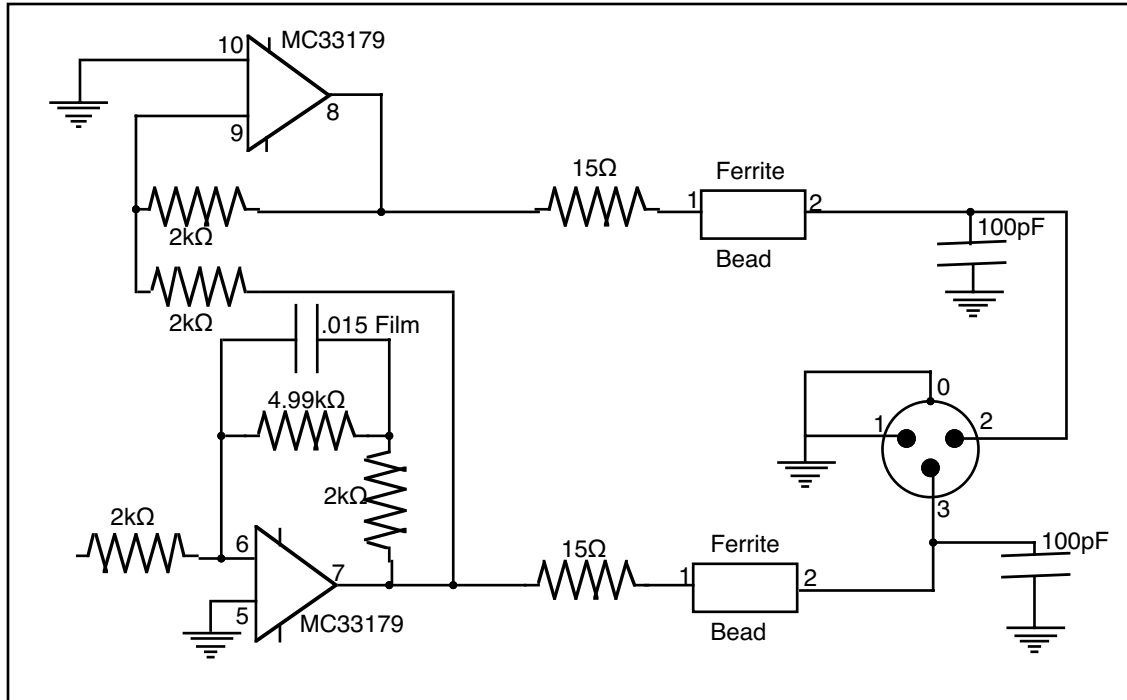 MC33179
10
8
9
15Ω
Ferrite
1
2
Bead
100pF
2kΩ
2kΩ
.015 Film
4.99kΩ
0
1
2
3
2kΩ
2kΩ
6
7
5
MC33179
15Ω
Ferrite
1
2
Bead
100pF